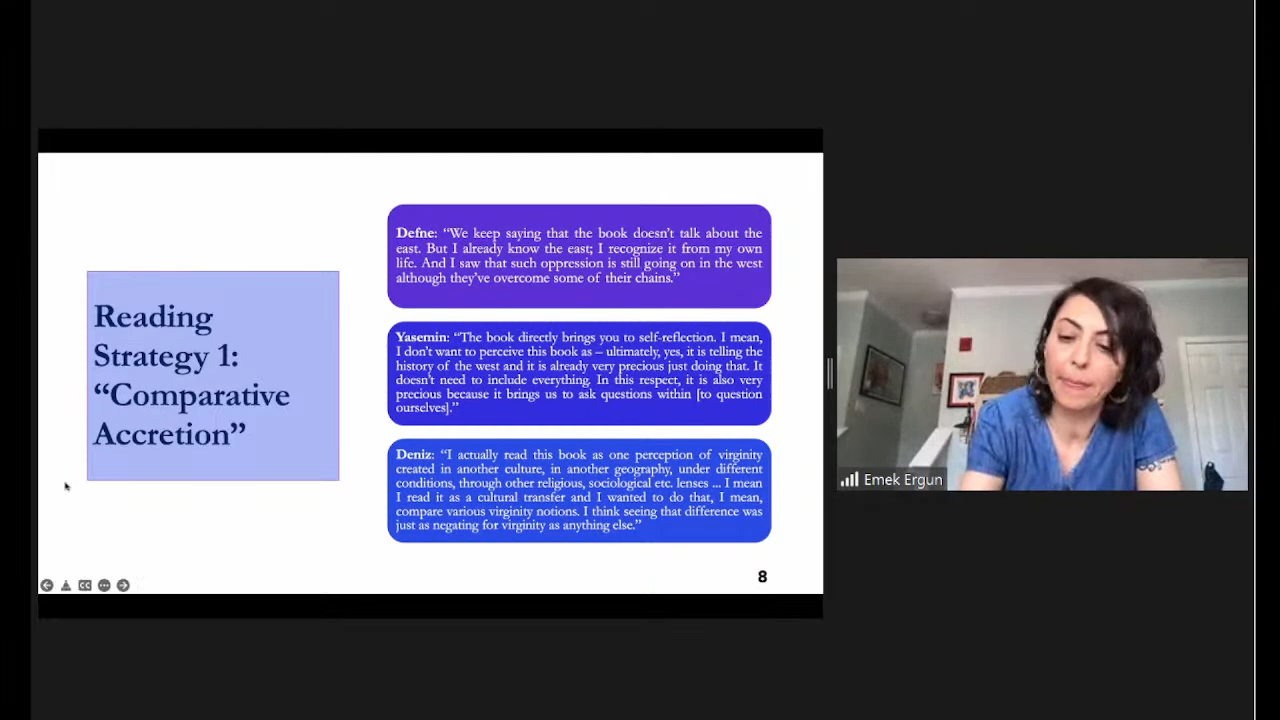 Reading
Strategy 1:
“Comparative
Accretion”
Defne: “We keep saying that the book doesn’t talk about the
east. But I already know the east; I recognize it from my own
life. And I saw that such oppression is still going on in the west
although they’ve overcome some of their chains.”
Yasemin: “The book directly brings you to self-reflection. I mean,
I don’t want to perceive this book as – ultimately, yes, it is telling the
history of the west and it is already very precious just doing that. It
doesn’t need to include everything. In this respect, it is also very
precious because it brings us to ask questions within [to question
ourselves].”
Deniz: “I actually read this book as one perception of virginity
created in another culture, in another geography, under different
conditions, through other religious, sociological etc. lenses ... I mean
I read it as a cultural transfer and I wanted to do that, I mean,
compare various virginity notions. I think seeing that difference was
just as negating for virginity as anything else.”
CC
8
Emek Ergun